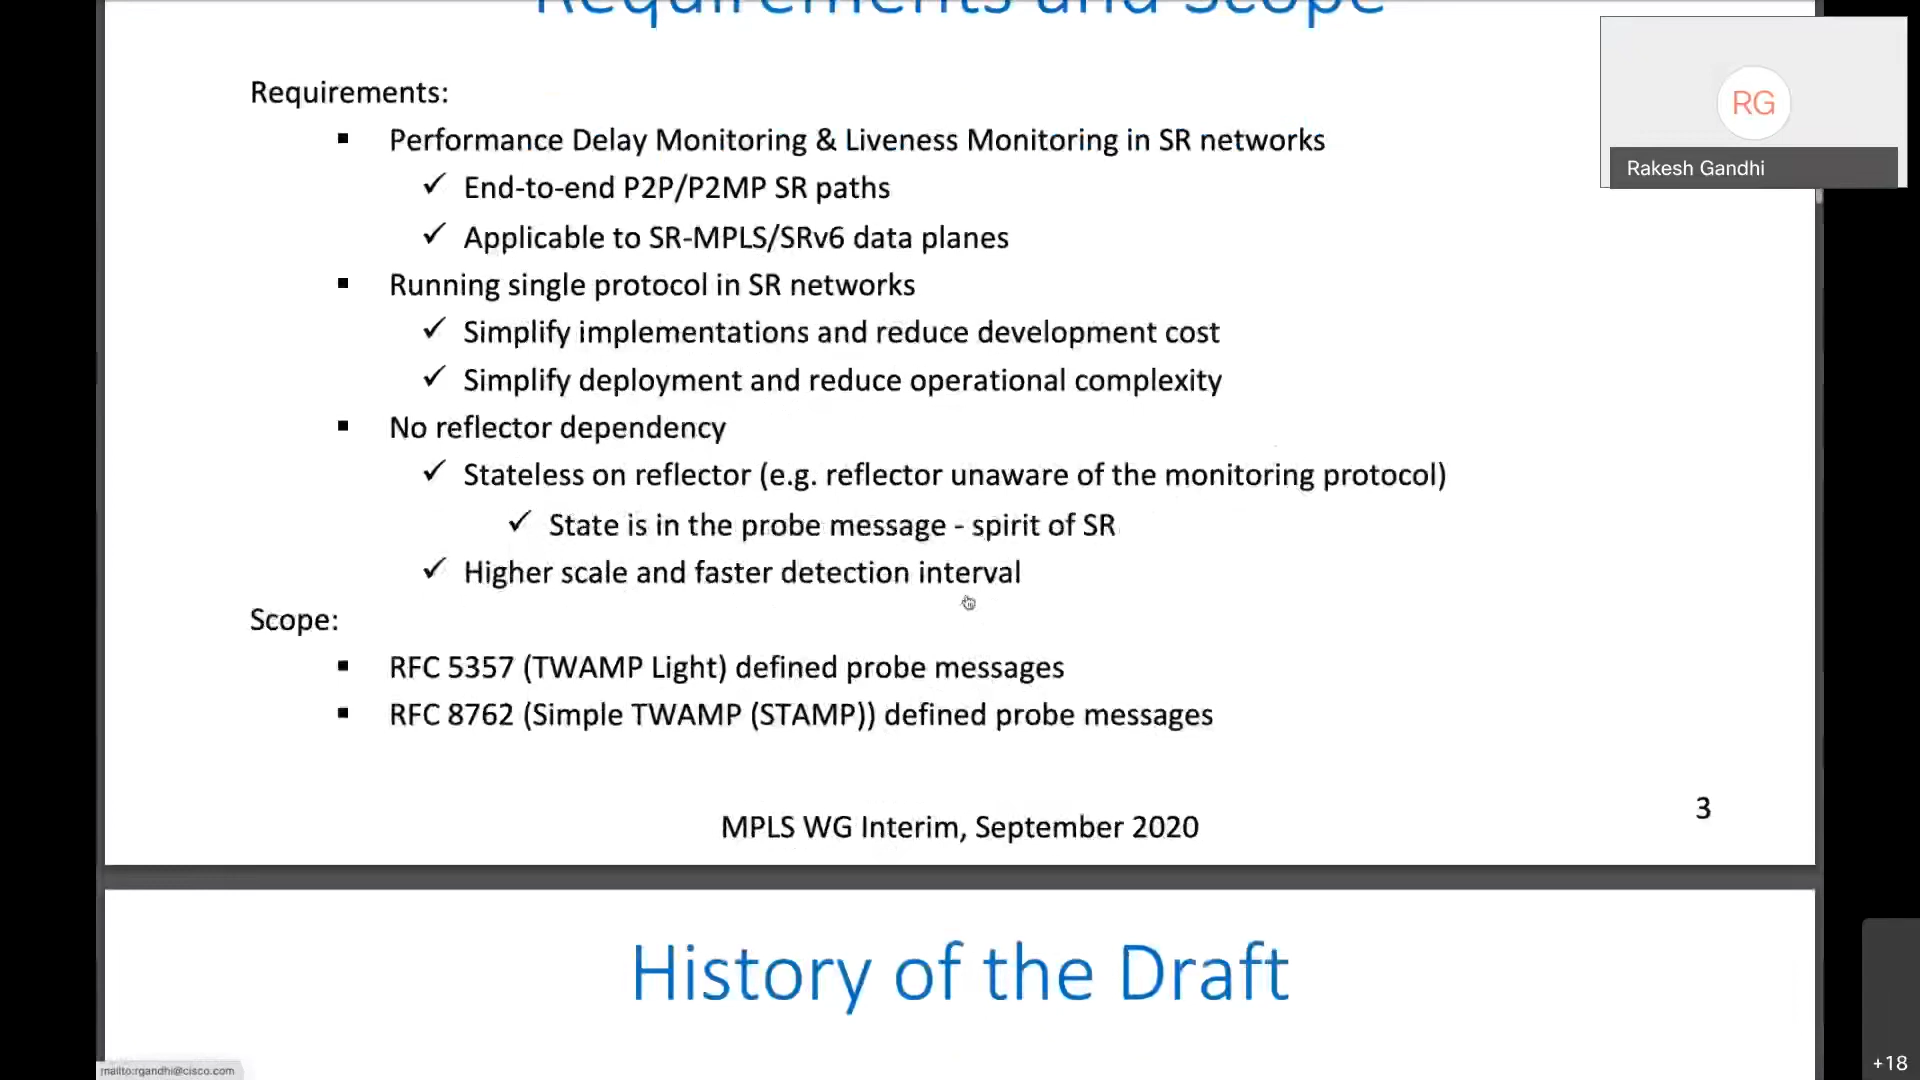 Requirements and Scope
RG
Rakesh Gandhi
Requirements:
▪ Performance Delay Monitoring & Liveness Monitoring in SR networks
✓ End-to-end P2P/P2MP SR paths
✓ Applicable to SR-MPLS/SRv6 data planes
▪ Running single protocol in SR networks
✓ Simplify implementations and reduce development cost
✓ Simplify deployment and reduce operational complexity
▪ No reflector dependency
✓ Stateless on reflector (e.g. reflector unaware of the monitoring protocol)
✓ State is in the probe message - spirit of SR
✓ Higher scale and faster detection interval
Scope:
▪ RFC 5357 (TWAMP Light) defined probe messages
▪ RFC 8762 (Simple TWAMP (STAMP)) defined probe messages
3
MPLS WG Interim, September 2020
History of the Draft
mailto:rgandhi@cisco.com
+18